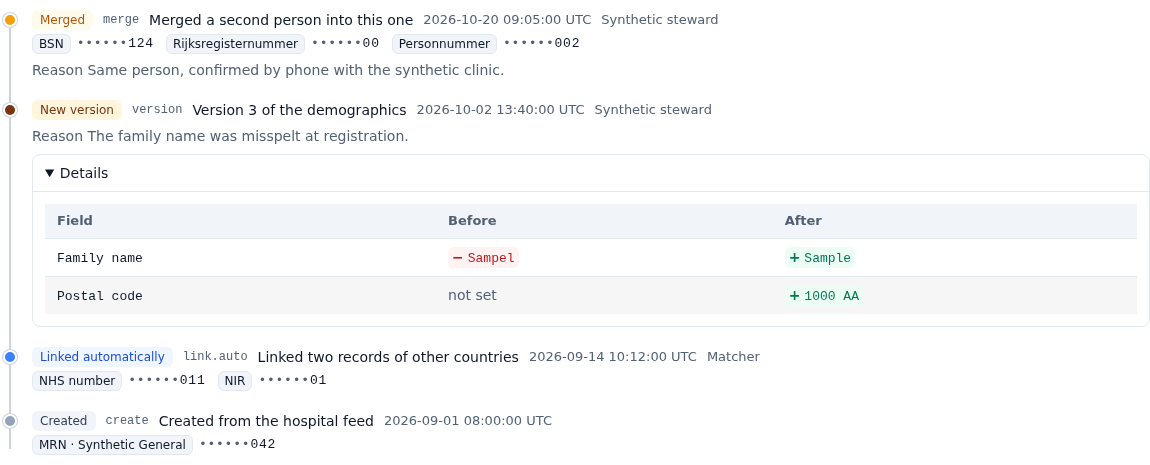 Merged merge Merged a second person into this one 2026-10-20 09:05:00 UTC Synthetic steward
BSN ••••••124 Rijksregisternummer ••••••00 Personnummer ••••••002
Reason Same person, confirmed by phone with the synthetic clinic.
New version version Version 3 of the demographics 2026-10-02 13:40:00 UTC Synthetic steward
Reason The family name was misspelt at registration.
▼ Details
Field Before After
Family name − Sampel + Sample
Postal code not set + 1000 AA
Linked automatically link.auto Linked two records of other countries 2026-09-14 10:12:00 UTC Matcher
NHS number ••••••011 NIR ••••••01
Created create Created from the hospital feed 2026-09-01 08:00:00 UTC
MRN · Synthetic General ••••••042